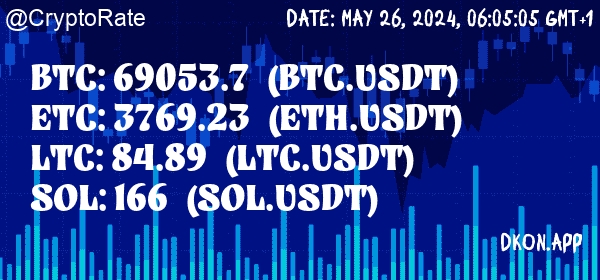 @CryptoRate
DATE: MAY 26, 2024, 06:05:05 GMT+1
BTC: 69053.7 (BTC.USDT)
ETC: 3769.23 (ETH.USDT)
LTC: 84.89 (LTC.USDT)
SOL: 166 (SOL.USDT)
DKON.APP